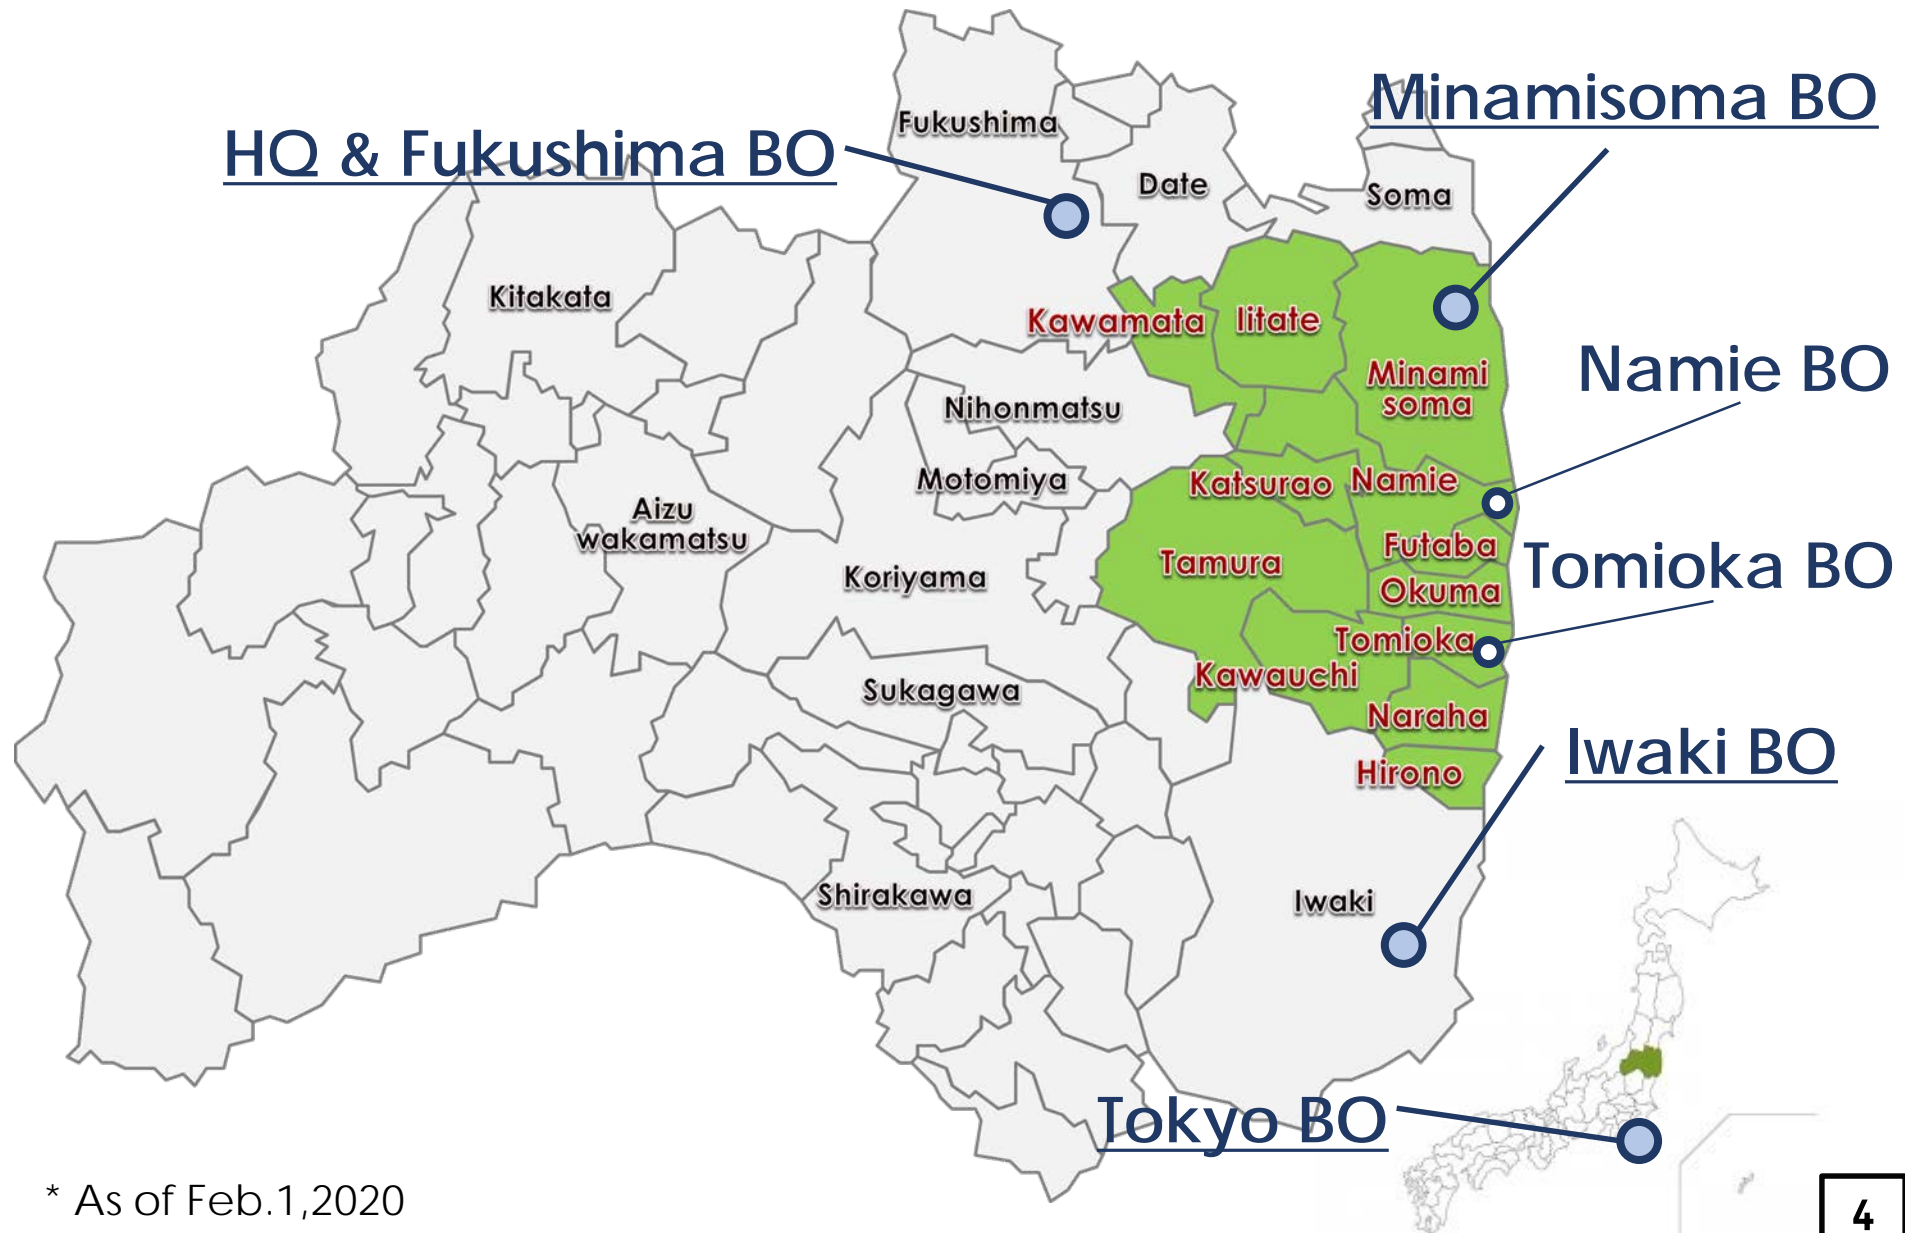 Minamisoma BO
HQ & Fukushima BO
Fukushima
Date
Soma
Kitakata
Kawamata
Iitate
Namie BO
Minami
soma
Nihonmatsu
Motomiya
Katsurao
Namie
Aizu
wakamatsu
Koriyama
Tamura
Futaba
Tomioka BO
Okuma
Tomioka
Kawauchi
Sukagawa
Naraha
Iwaki BO
Hirono
Shirakawa
Iwaki
Tokyo BO
* As of Feb.1,2020
4